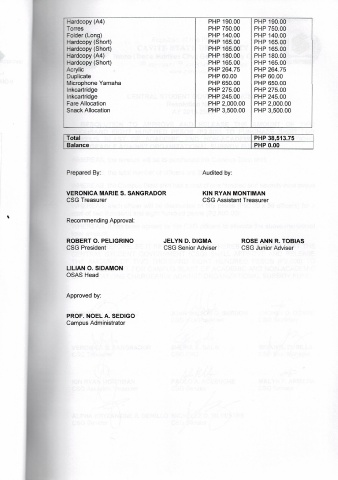 Hardcopy (A4) PHP 190.00 PHP 190.00
Torres PHP 750.00 PHP 750.00
Folder (Long) PHP 140.00 PHP 140.00
Hardcopy (Short) PHP 165.00 PHP 165.00
Hardcopy (Short) PHP 165.00 PHP 165.00
Hardcopy (A4) PHP 180.00 PHP 180.00
Hardcopy (Short) PHP 165.00 PHP 165.00
Acrylic PHP 264.75 PHP 264.75
Duplicate PHP 60.00 PHP 60.00
Microphone Yamaha PHP 650.00 PHP 650.00
Inkcartridge PHP 275.00 PHP 275.00
Inkcartridge PHP 245.00 PHP 245.00
Fare Allocation PHP 2,000.00 PHP 2,000.00
Snack Allocation PHP 3,500.00 PHP 3,500.00
Total PHP 38,513.75
Balance PHP 0.00
Prepared By: Audited by:
VERONICA MARIE S. SANGRADOR KIN RYAN MONTIMAN
CSG Treasurer CSG Assistant Treasurer
Recommending Approval:
ROBERT O. PELIGRINO JELYN D. DIGMA ROSE ANN R. TOBIAS
CSG President CSG Senior Adviser CSG Junior Adviser
LILIAN O. SIDAMON
OSAS Head
Approved by:
PROF. NOEL A. SEDIGO
Campus Administrator